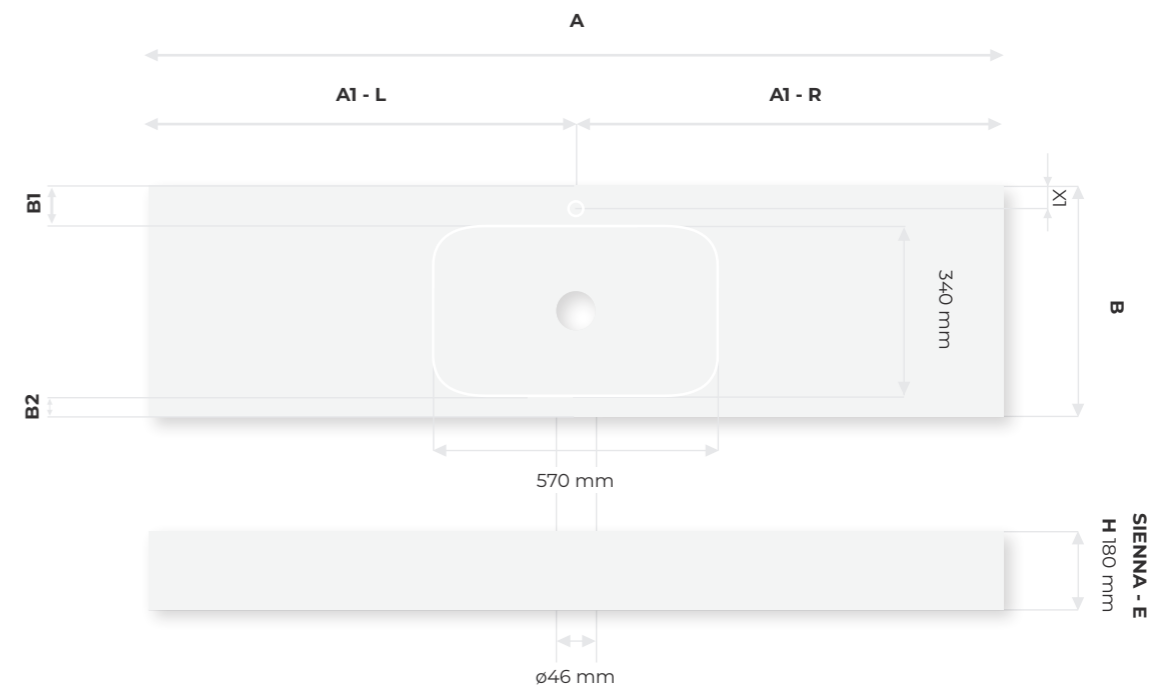 A
A1 - L
A1 - R
B1
X1
340 mm
B
B2
570 mm
SIENNA - E
H 180 mm
ø46 mm